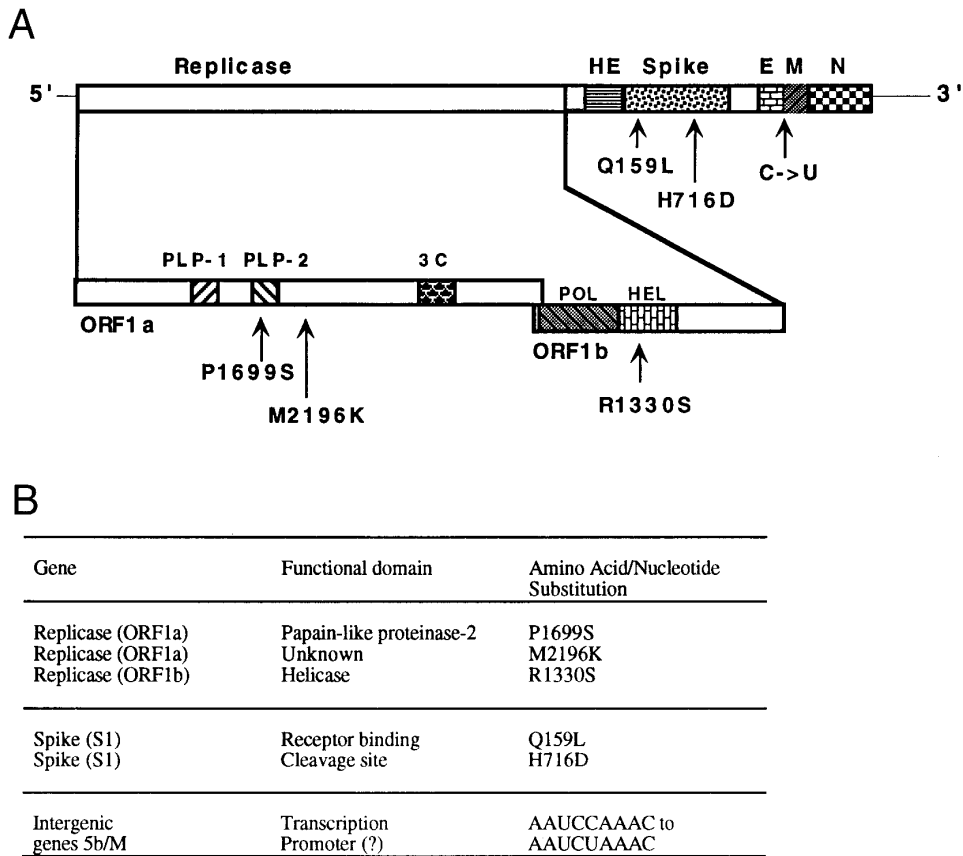 A
Replicase HE Spike E M N
5' 3'
Q159L
C->U
H716D
PLP-1 PLP-2 3C
POL HEL
ORF1a
ORF1b
P1699S
M2196K
R1330S
B
Gene Functional domain Amino Acid/Nucleotide
Substitution
Replicase (ORF1a) Papain-like proteinase-2 P1699S
Replicase (ORF1a) Unknown M2196K
Replicase (ORF1b) Helicase R1330S
Spike (S1) Receptor binding Q159L
Spike (S1) Cleavage site H716D
Intergenic Transcription AAUCCAAAC to
genes 5b/M Promoter (?) AAUCUAAAC